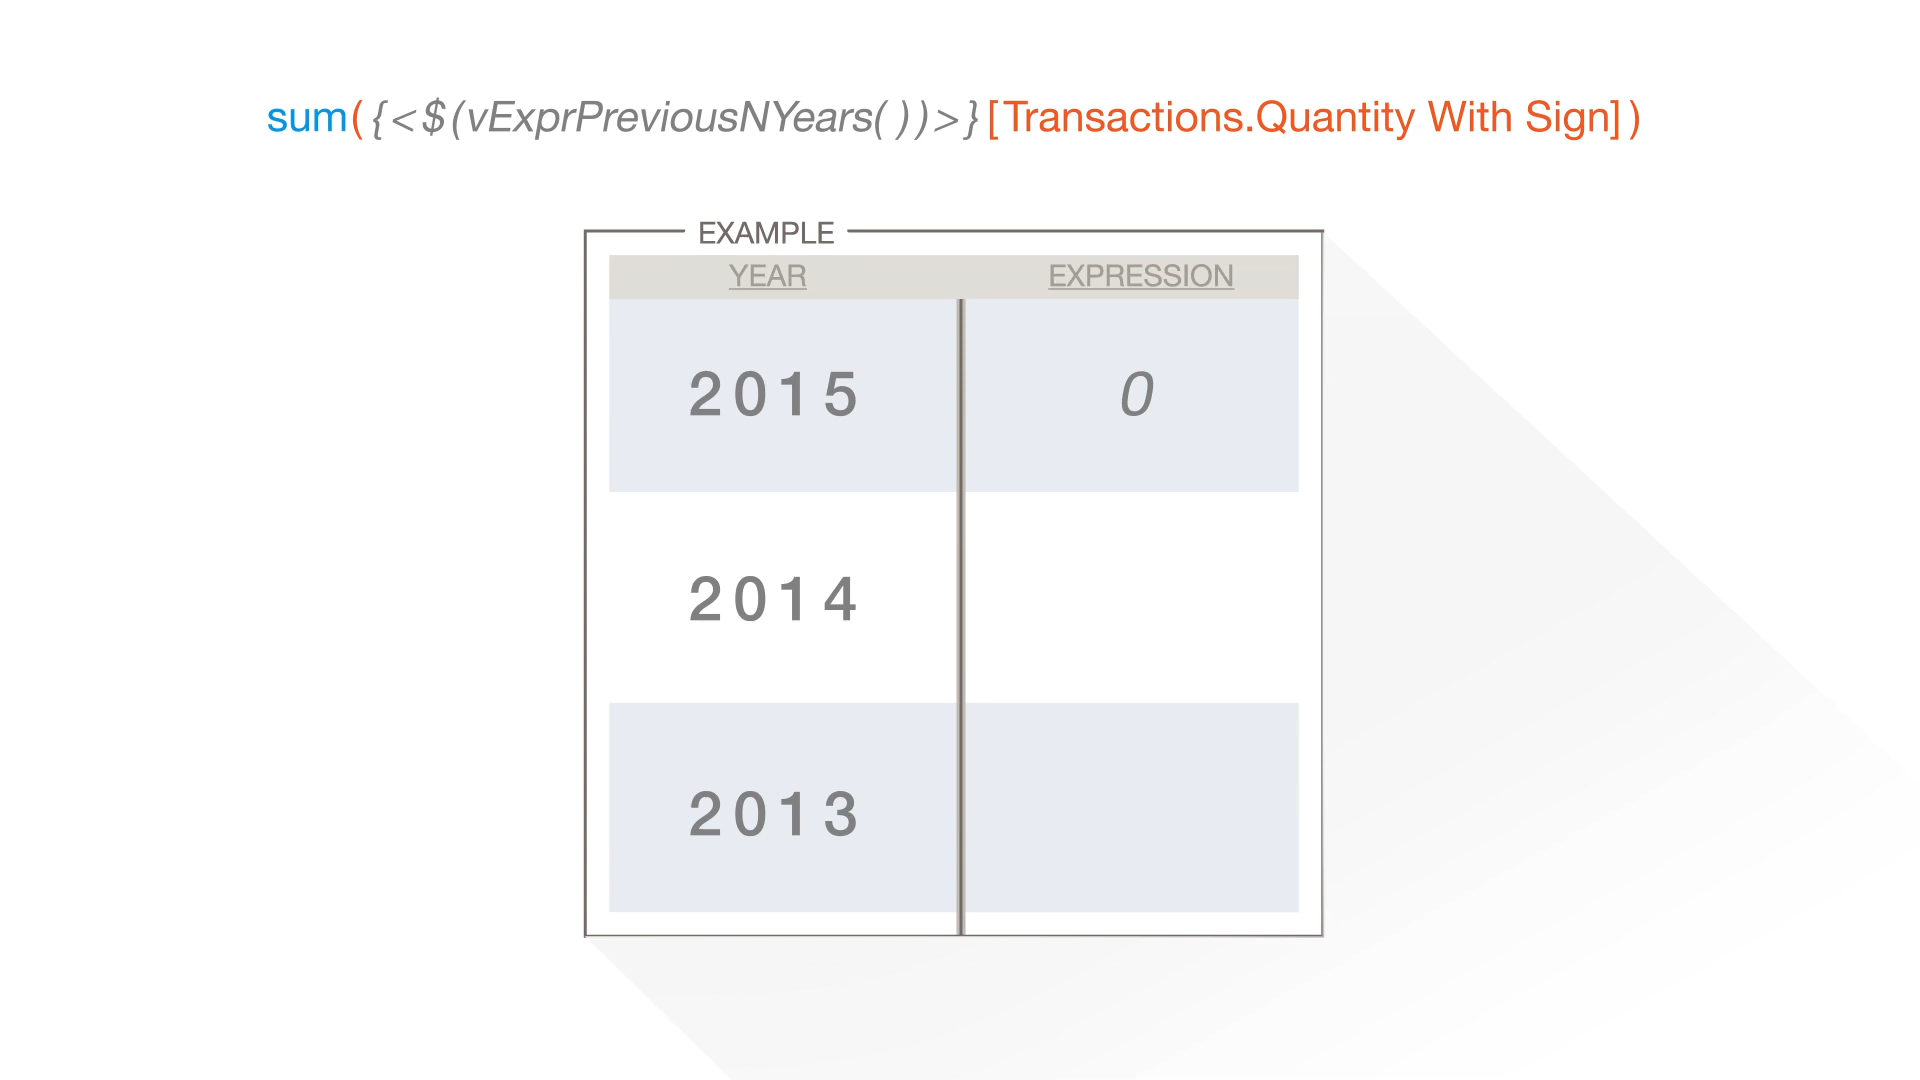 sum({<$(vExprPreviousNYears( ))>}[Transactions.Quantity With Sign])
EXAMPLE
YEAR EXPRESSION
2015 0
2014
2013